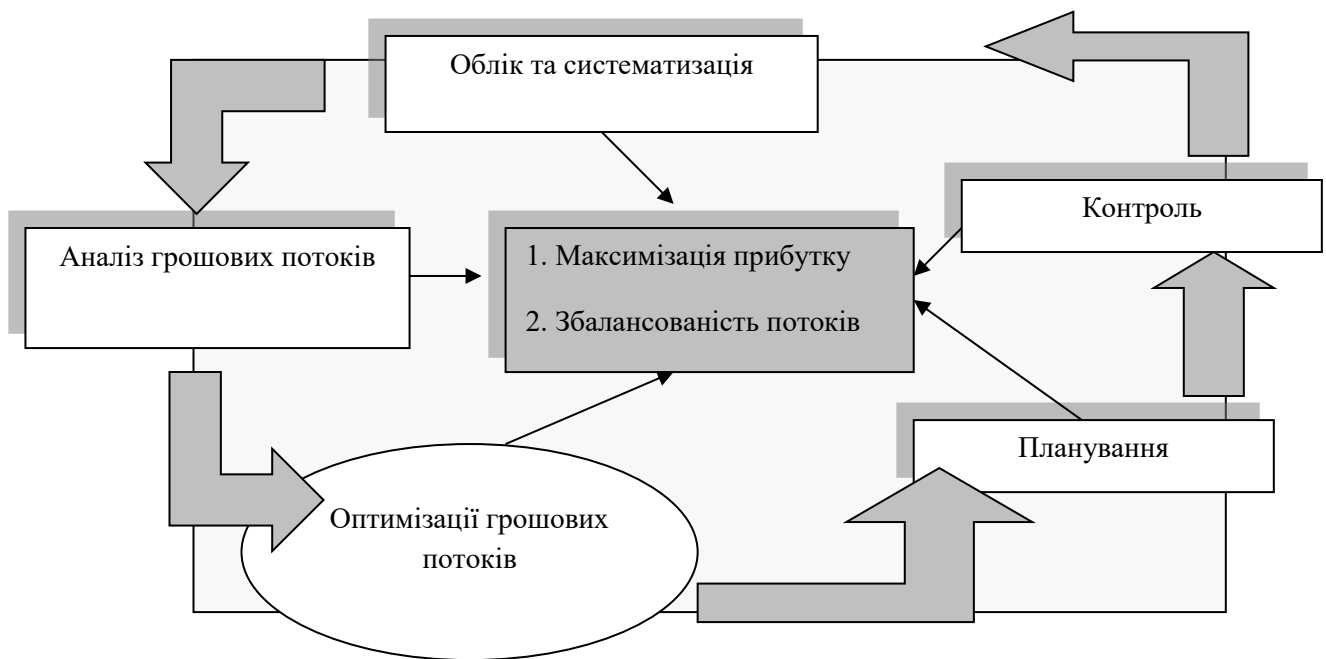 Облік та систематизація
Контроль
Аналіз грошових потоків
1. Максимізація прибутку
2. Збалансованість потоків
Планування
Оптимізації грошових
потоків